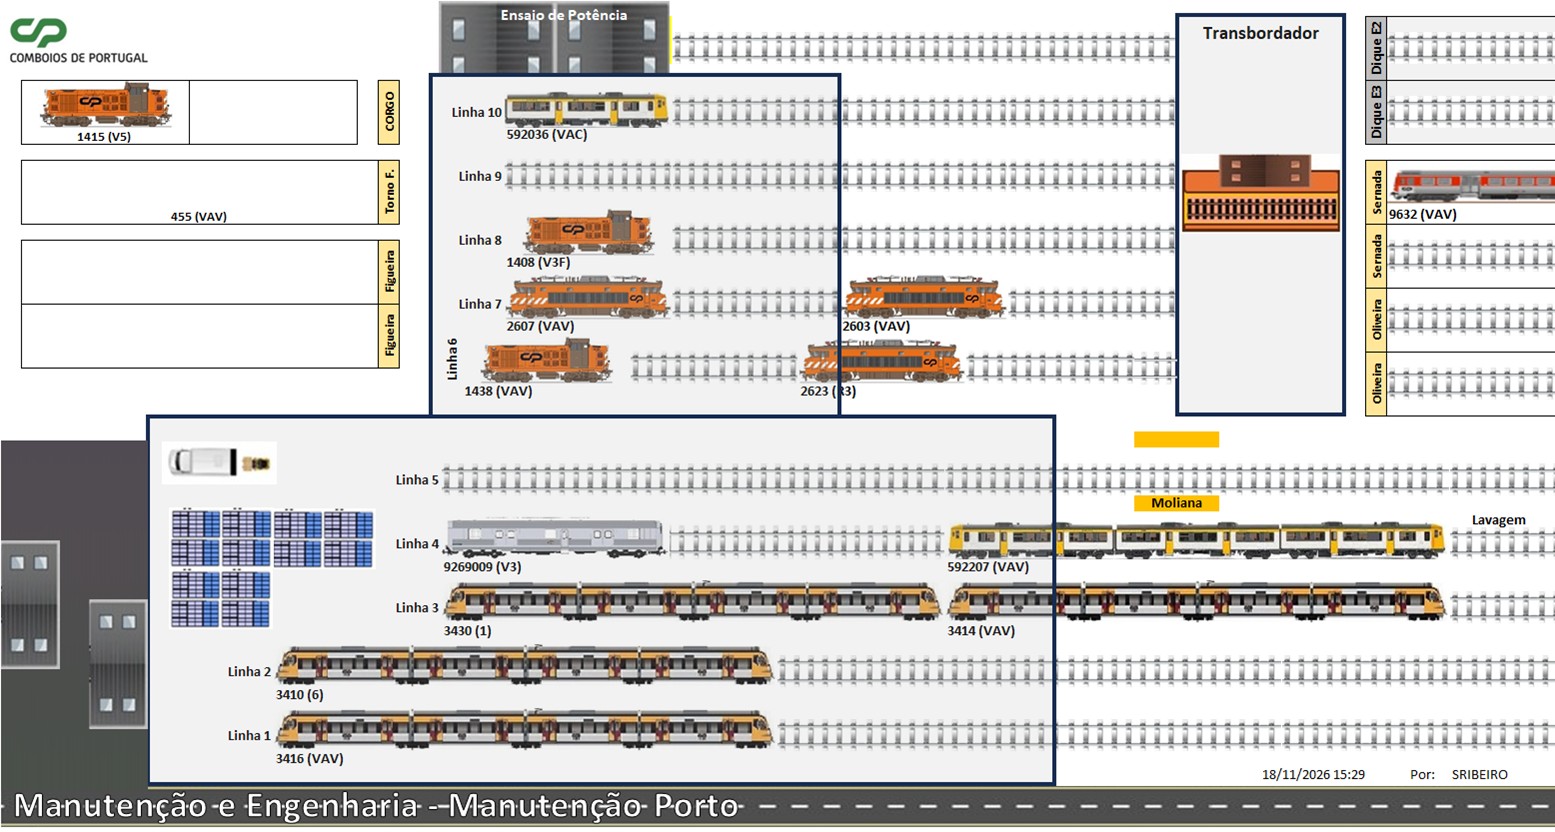 CP
COMBOIOS DE PORTUGAL
Ensaio de Potência
Transbordador
Dique E2
Dique E3
CORGO
1415 (V5)
Linha 10
592036 (VAC)
Torno F.
455 (VAV)
Linha 9
Sernada
9632 (VAV)
Linha 8
1408 (V3F)
Figueira
Sernada
Linha 7
2607 (VAV)
2603 (VAV)
Figueira
Oliveira
Linha 6
1438 (VAV)
2623 (R3)
Oliveira
Linha 5
Moliana
Lavagem
Linha 4
9269009 (V3)
592207 (VAV)
Linha 3
3430 (1)
3414 (VAV)
Linha 2
3410 (6)
Linha 1
3416 (VAV)
18/11/2026 15:29 Por: SRIBEIRO
Manutenção e Engenharia - Manutenção Porto